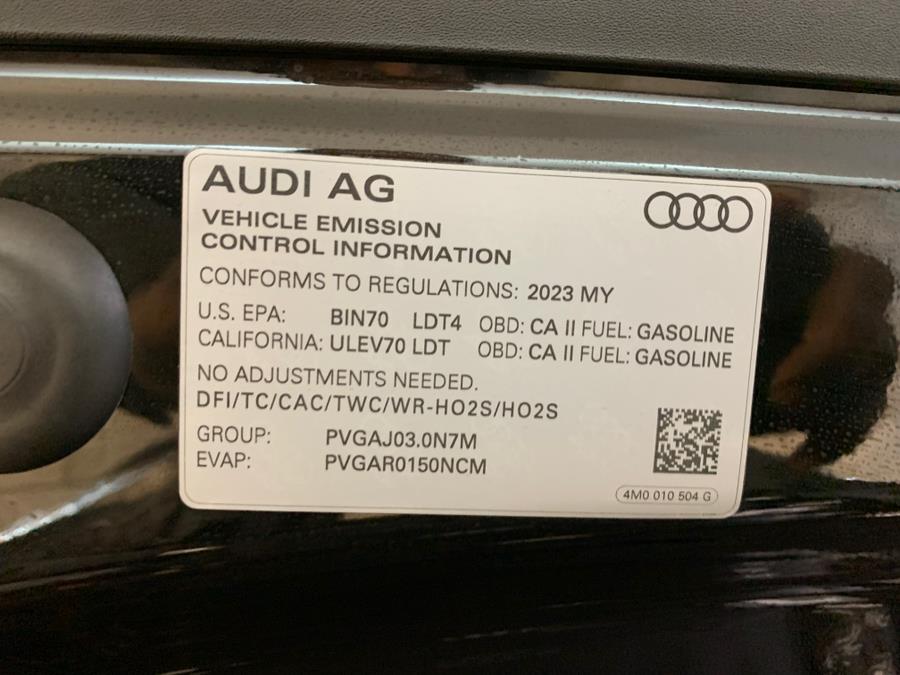 AUDI AG
VEHICLE EMISSION
CONTROL INFORMATION
CONFORMS TO REGULATIONS: 2023 MY
U.S. EPA: BIN70 LDT4 OBD: CA II FUEL: GASOLINE
CALIFORNIA: ULEV70 LDT OBD: CA II FUEL: GASOLINE
NO ADJUSTMENTS NEEDED.
DFI/TC/CAC/TWC/WR-HO2S/HO2S
GROUP: PVGAJ03.0N7M
EVAP: PVGAR0150NCM
4M0 010 504 G